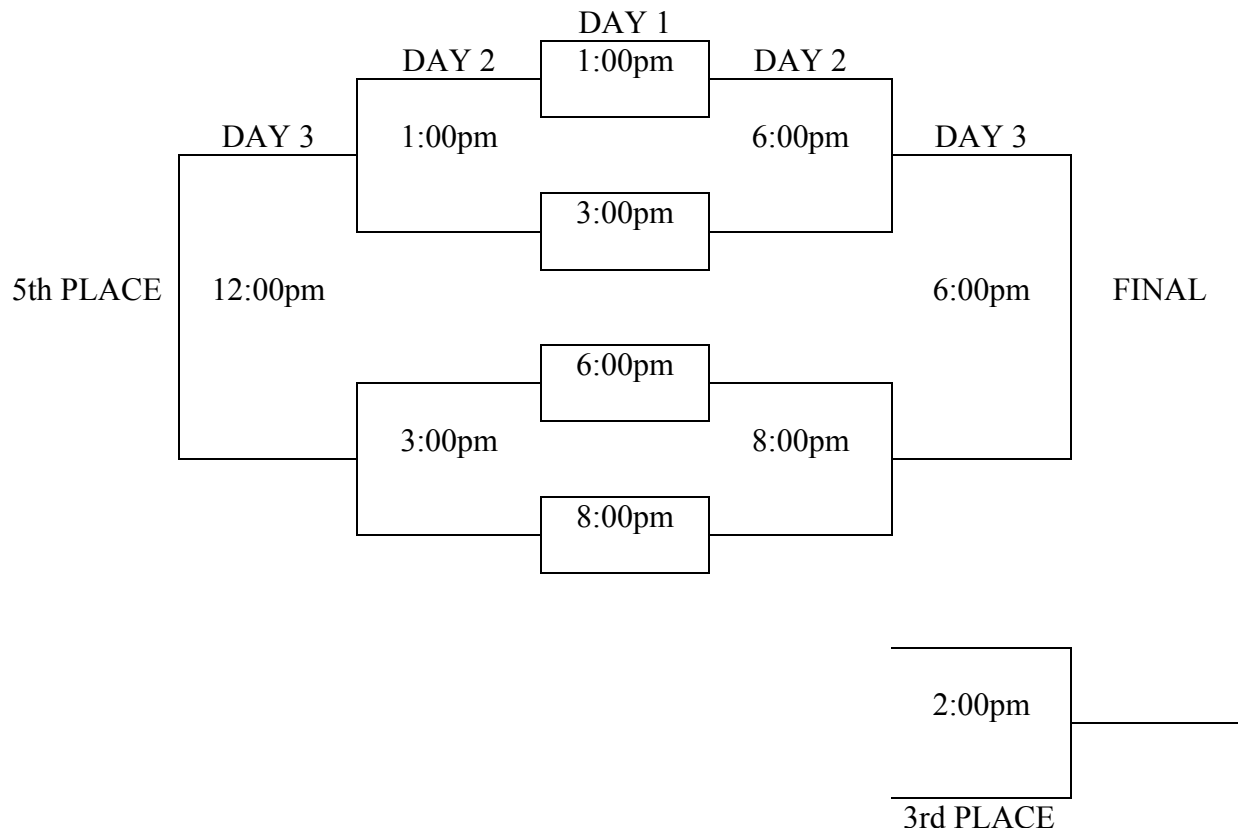 DAY 1
DAY 2 1:00pm DAY 2
DAY 3 1:00pm 6:00pm DAY 3
3:00pm
5th PLACE 12:00pm 6:00pm FINAL
6:00pm
3:00pm 8:00pm
8:00pm
2:00pm
3rd PLACE